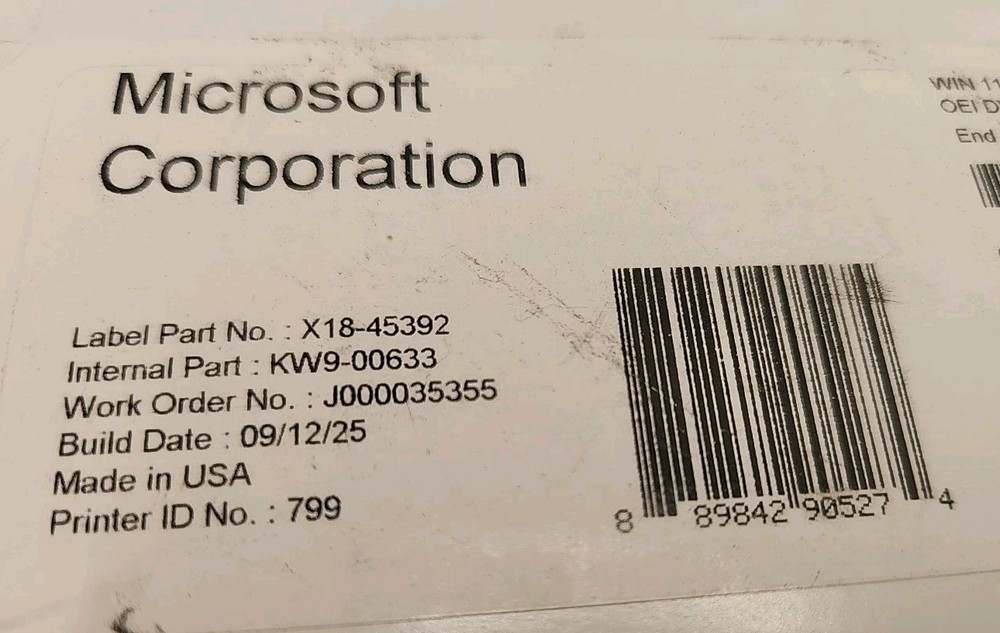 Microsoft
Corporation
Label Part No. : X18-45392
Internal Part : KW9-00633
Work Order No. : J000035355
Build Date : 09/12/25
Made in USA
Printer ID No. : 799
8 89842 90527 4
WIN 11
OEI D
End